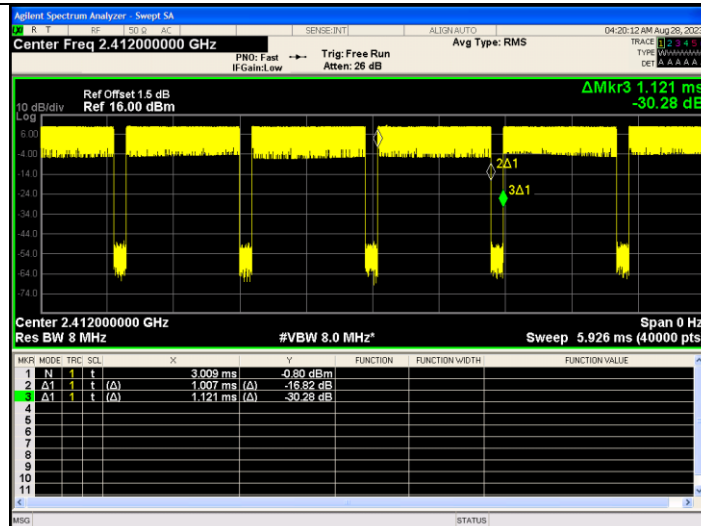 Agilent Spectrum Analyzer - Swept SA
R T RF 50 Ω AC SENSE:INT ALIGN AUTO 04:20:12 AM Aug 28, 2023
Center Freq 2.412000000 GHz Avg Type: RMS TRACE 1 2 3 4 5
PNO: Fast Trig: Free Run TYPE
IFGain:Low Atten: 26 dB DET A A A A A
ΔMkr3 1.121 ms
Ref Offset 1.5 dB
10 dB/div Ref 16.00 dBm -30.28 dB
Log
6.00
-4.00
-14.0
2Δ1
-24.0
3Δ1
-34.0
-44.0
-54.0
-64.0
-74.0
Center 2.412000000 GHz Span 0 Hz
Res BW 8 MHz #VBW 8.0 MHz* Sweep 5.926 ms (40000 pts
MKR MODE TRC SCL X Y FUNCTION FUNCTION WIDTH FUNCTION VALUE
1 N 1 t 3.009 ms -0.80 dBm
2 Δ1 1 t (Δ) 1.007 ms (Δ) -16.82 dB
3 Δ1 1 t (Δ) 1.121 ms (Δ) -30.28 dB
4
5
6
7
8
9
10
11
MSG STATUS